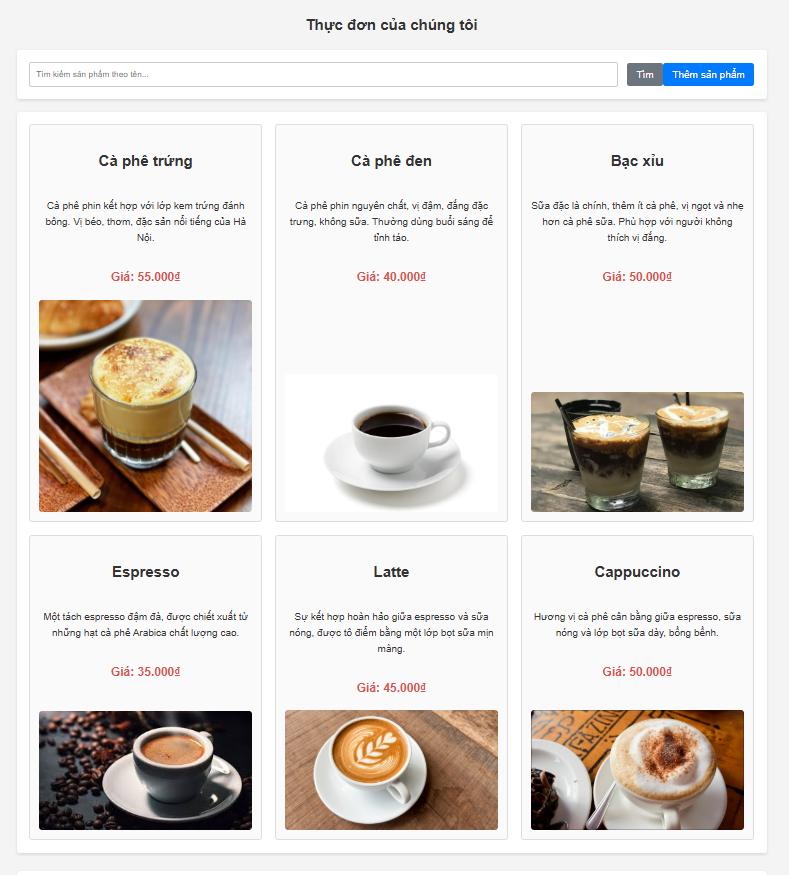 Thực đơn của chúng tôi
Tìm kiếm sản phẩm theo tên...
Tìm
Thêm sản phẩm
Cà phê trứng
Cà phê phin kết hợp với lớp kem trứng đánh
bông. Vị béo, thơm, đặc sản nổi tiếng của Hà
Nội.
Giá: 55.000₫
Cà phê đen
Cà phê phin nguyên chất, vị đậm, đắng đặc
trưng, không sữa. Thường dùng buổi sáng để
tỉnh táo.
Giá: 40.000₫
Bạc xỉu
Sữa đặc là chính, thêm ít cà phê, vị ngọt và nhẹ
hơn cà phê sữa. Phù hợp với người không
thích vị đắng.
Giá: 50.000₫
Espresso
Một tách espresso đậm đà, được chiết xuất từ
những hạt cà phê Arabica chất lượng cao.
Giá: 35.000₫
Latte
Sự kết hợp hoàn hảo giữa espresso và sữa
nóng, được tô điểm bằng một lớp bọt sữa mịn
màng.
Giá: 45.000₫
Cappuccino
Hương vị cà phê cân bằng giữa espresso, sữa
nóng và lớp bọt sữa dày, bồng bềnh.
Giá: 50.000₫